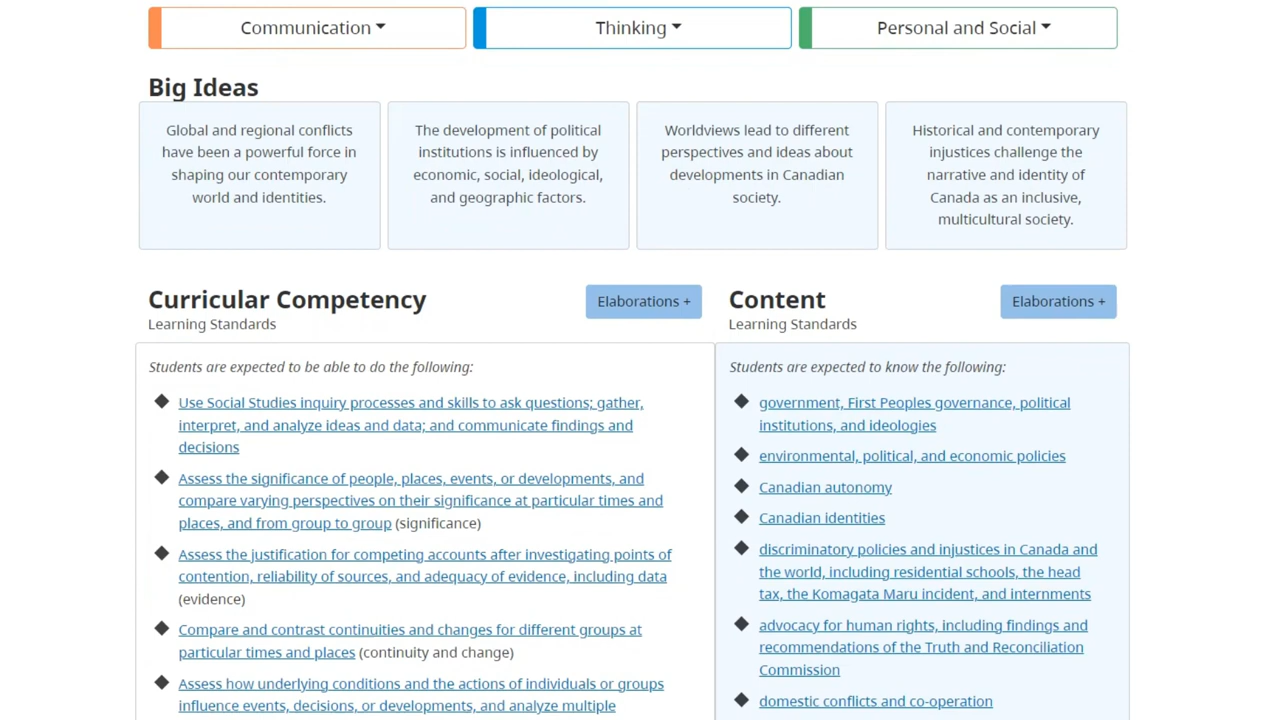 Communication
Thinking
Personal and Social
Big Ideas
Global and regional conflicts
have been a powerful force in
shaping our contemporary
world and identities.
The development of political
institutions is influenced by
economic, social, ideological,
and geographic factors.
Worldviews lead to different
perspectives and ideas about
developments in Canadian
society.
Historical and contemporary
injustices challenge the
narrative and identity of
Canada as an inclusive,
multicultural society.
Curricular Competency
Elaborations +
Learning Standards
Students are expected to be able to do the following:
Use Social Studies inquiry processes and skills to ask questions; gather,
interpret, and analyze ideas and data; and communicate findings and
decisions
Assess the significance of people, places, events, or developments, and
compare varying perspectives on their significance at particular times and
places, and from group to group (significance)
Assess the justification for competing accounts after investigating points of
contention, reliability of sources, and adequacy of evidence, including data
(evidence)
Compare and contrast continuities and changes for different groups at
particular times and places (continuity and change)
Assess how underlying conditions and the actions of individuals or groups
influence events, decisions, or developments, and analyze multiple
Content
Elaborations +
Learning Standards
Students are expected to know the following:
government, First Peoples governance, political
institutions, and ideologies
environmental, political, and economic policies
Canadian autonomy
Canadian identities
discriminatory policies and injustices in Canada and
the world, including residential schools, the head
tax, the Komagata Maru incident, and internments
advocacy for human rights, including findings and
recommendations of the Truth and Reconciliation
Commission
domestic conflicts and co-operation